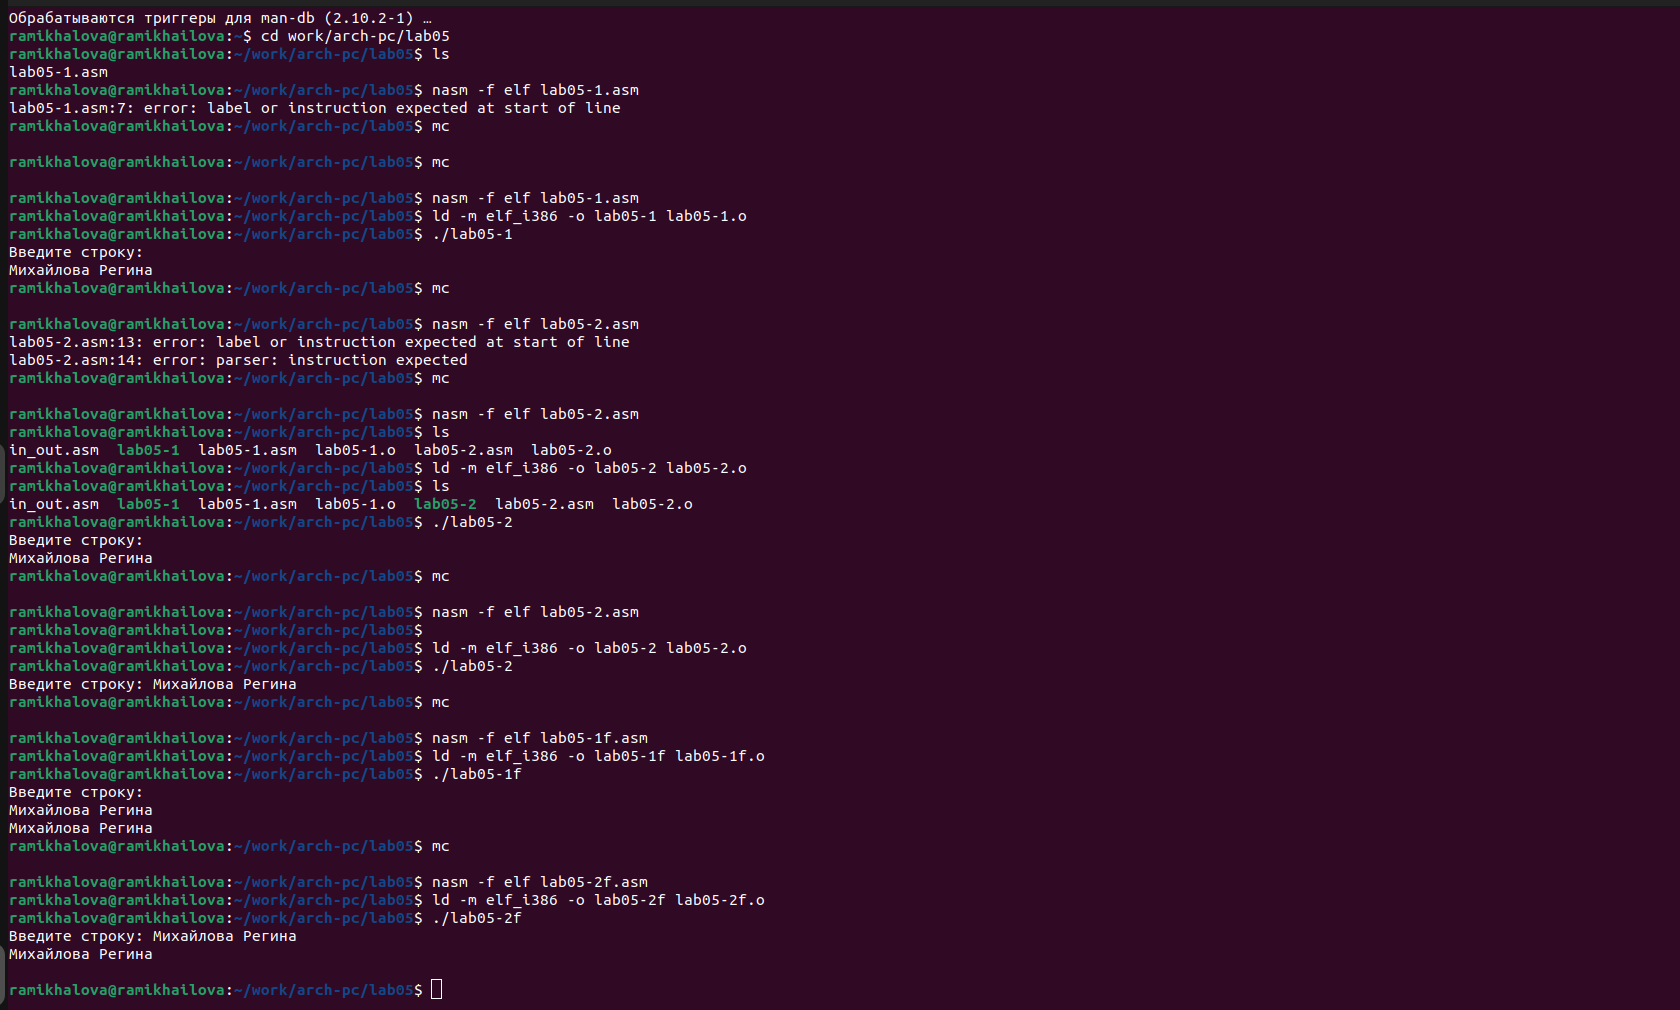 Обрабатываются триггеры для man-db (2.10.2-1) …
ramikhalova@ramikhailova:~$ cd work/arch-pc/lab05
ramikhalova@ramikhailova:~/work/arch-pc/lab05$ ls
lab05-1.asm
ramikhalova@ramikhailova:~/work/arch-pc/lab05$ nasm -f elf lab05-1.asm
lab05-1.asm:7: error: label or instruction expected at start of line
ramikhalova@ramikhailova:~/work/arch-pc/lab05$ mc
ramikhalova@ramikhailova:~/work/arch-pc/lab05$ mc
ramikhalova@ramikhailova:~/work/arch-pc/lab05$ nasm -f elf lab05-1.asm
ramikhalova@ramikhailova:~/work/arch-pc/lab05$ ld -m elf_i386 -o lab05-1 lab05-1.o
ramikhalova@ramikhailova:~/work/arch-pc/lab05$ ./lab05-1
Введите строку:
Михайлова Регина
ramikhalova@ramikhailova:~/work/arch-pc/lab05$ mc
ramikhalova@ramikhailova:~/work/arch-pc/lab05$ nasm -f elf lab05-2.asm
lab05-2.asm:13: error: label or instruction expected at start of line
lab05-2.asm:14: error: parser: instruction expected
ramikhalova@ramikhailova:~/work/arch-pc/lab05$ mc
ramikhalova@ramikhailova:~/work/arch-pc/lab05$ nasm -f elf lab05-2.asm
ramikhalova@ramikhailova:~/work/arch-pc/lab05$ ls
in_out.asm  lab05-1  lab05-1.asm  lab05-1.o  lab05-2.asm  lab05-2.o
ramikhalova@ramikhailova:~/work/arch-pc/lab05$ ld -m elf_i386 -o lab05-2 lab05-2.o
ramikhalova@ramikhailova:~/work/arch-pc/lab05$ ls
in_out.asm  lab05-1  lab05-1.asm  lab05-1.o  lab05-2  lab05-2.asm  lab05-2.o
ramikhalova@ramikhailova:~/work/arch-pc/lab05$ ./lab05-2
Введите строку:
Михайлова Регина
ramikhalova@ramikhailova:~/work/arch-pc/lab05$ mc
ramikhalova@ramikhailova:~/work/arch-pc/lab05$ nasm -f elf lab05-2.asm
ramikhalova@ramikhailova:~/work/arch-pc/lab05$
ramikhalova@ramikhailova:~/work/arch-pc/lab05$ ld -m elf_i386 -o lab05-2 lab05-2.o
ramikhalova@ramikhailova:~/work/arch-pc/lab05$ ./lab05-2
Введите строку: Михайлова Регина
ramikhalova@ramikhailova:~/work/arch-pc/lab05$ mc
ramikhalova@ramikhailova:~/work/arch-pc/lab05$ nasm -f elf lab05-1f.asm
ramikhalova@ramikhailova:~/work/arch-pc/lab05$ ld -m elf_i386 -o lab05-1f lab05-1f.o
ramikhalova@ramikhailova:~/work/arch-pc/lab05$ ./lab05-1f
Введите строку:
Михайлова Регина
Михайлова Регина
ramikhalova@ramikhailova:~/work/arch-pc/lab05$ mc
ramikhalova@ramikhailova:~/work/arch-pc/lab05$ nasm -f elf lab05-2f.asm
ramikhalova@ramikhailova:~/work/arch-pc/lab05$ ld -m elf_i386 -o lab05-2f lab05-2f.o
ramikhalova@ramikhailova:~/work/arch-pc/lab05$ ./lab05-2f
Введите строку: Михайлова Регина
Михайлова Регина
ramikhalova@ramikhailova:~/work/arch-pc/lab05$